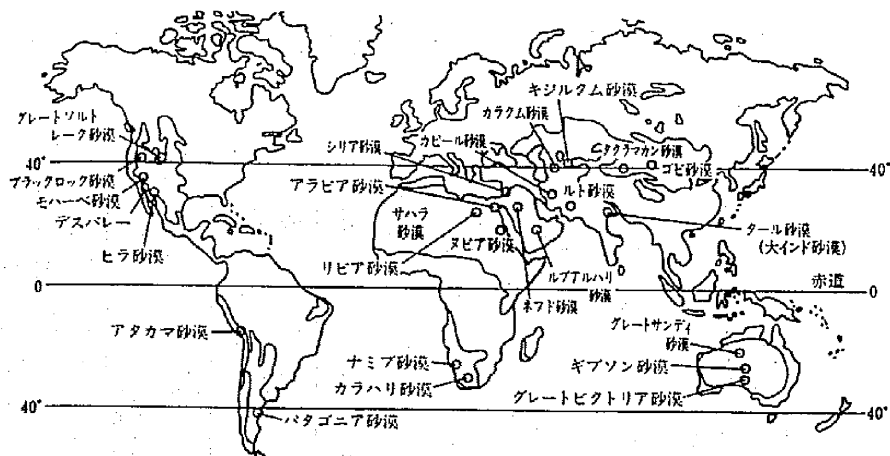 グレートソルト
レーク砂漠
40°
ブラックロック砂漠
モハーベ砂漠
デスバレー
ヒラ砂漠
0
アタカマ砂漠
40°
パタゴニア砂漠
キジルクム砂漠
カラクム砂漠
カビール砂漠
シリア砂漠
アラビア砂漠
タクラマカン砂漠
ゴビ砂漠
40°
ルト砂漠
サハラ
砂漠
ヌビア砂漠
リビア砂漠
タール砂漠
(大インド砂漠)
ルブアルハリ
砂漠
ネフド砂漠
赤道
0
グレートサンディ
砂漠
ナミブ砂漠
カラハリ砂漠
ギブソン砂漠
グレートビクトリア砂漠
40°